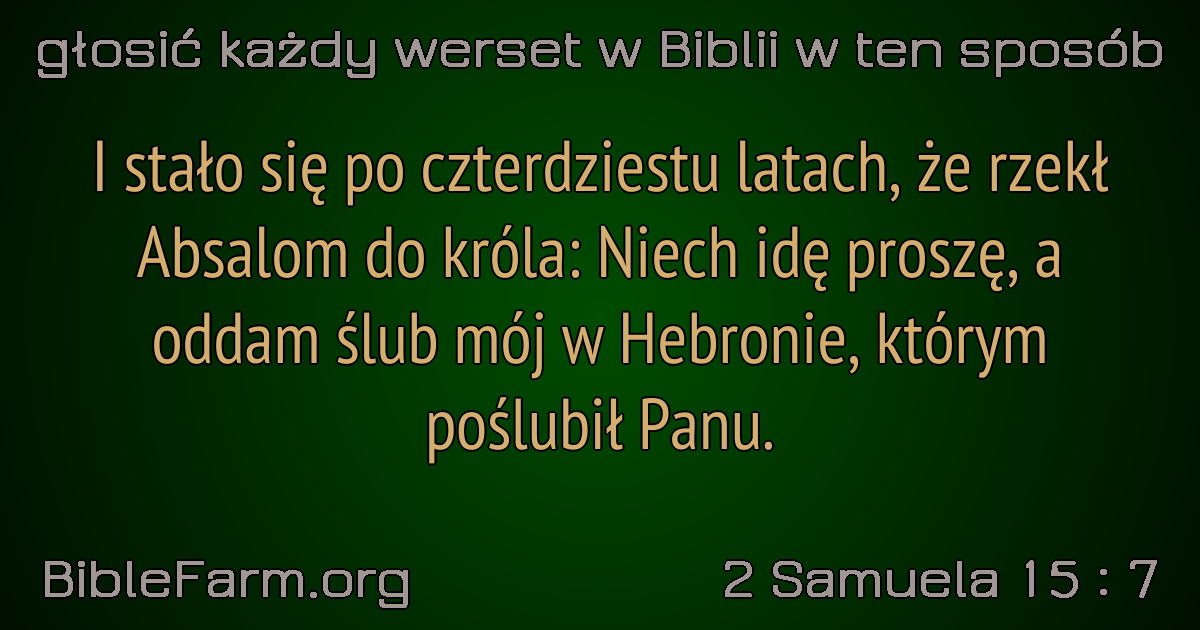 głosić każdy werset w Biblii w ten sposób
I stało się po czterdziestu latach, że rzekł
Absalom do króla: Niech idę proszę, a
oddam ślub mój w Hebronie, którym
poślubił Panu.
BibleFarm.org
2 Samuela 15 : 7